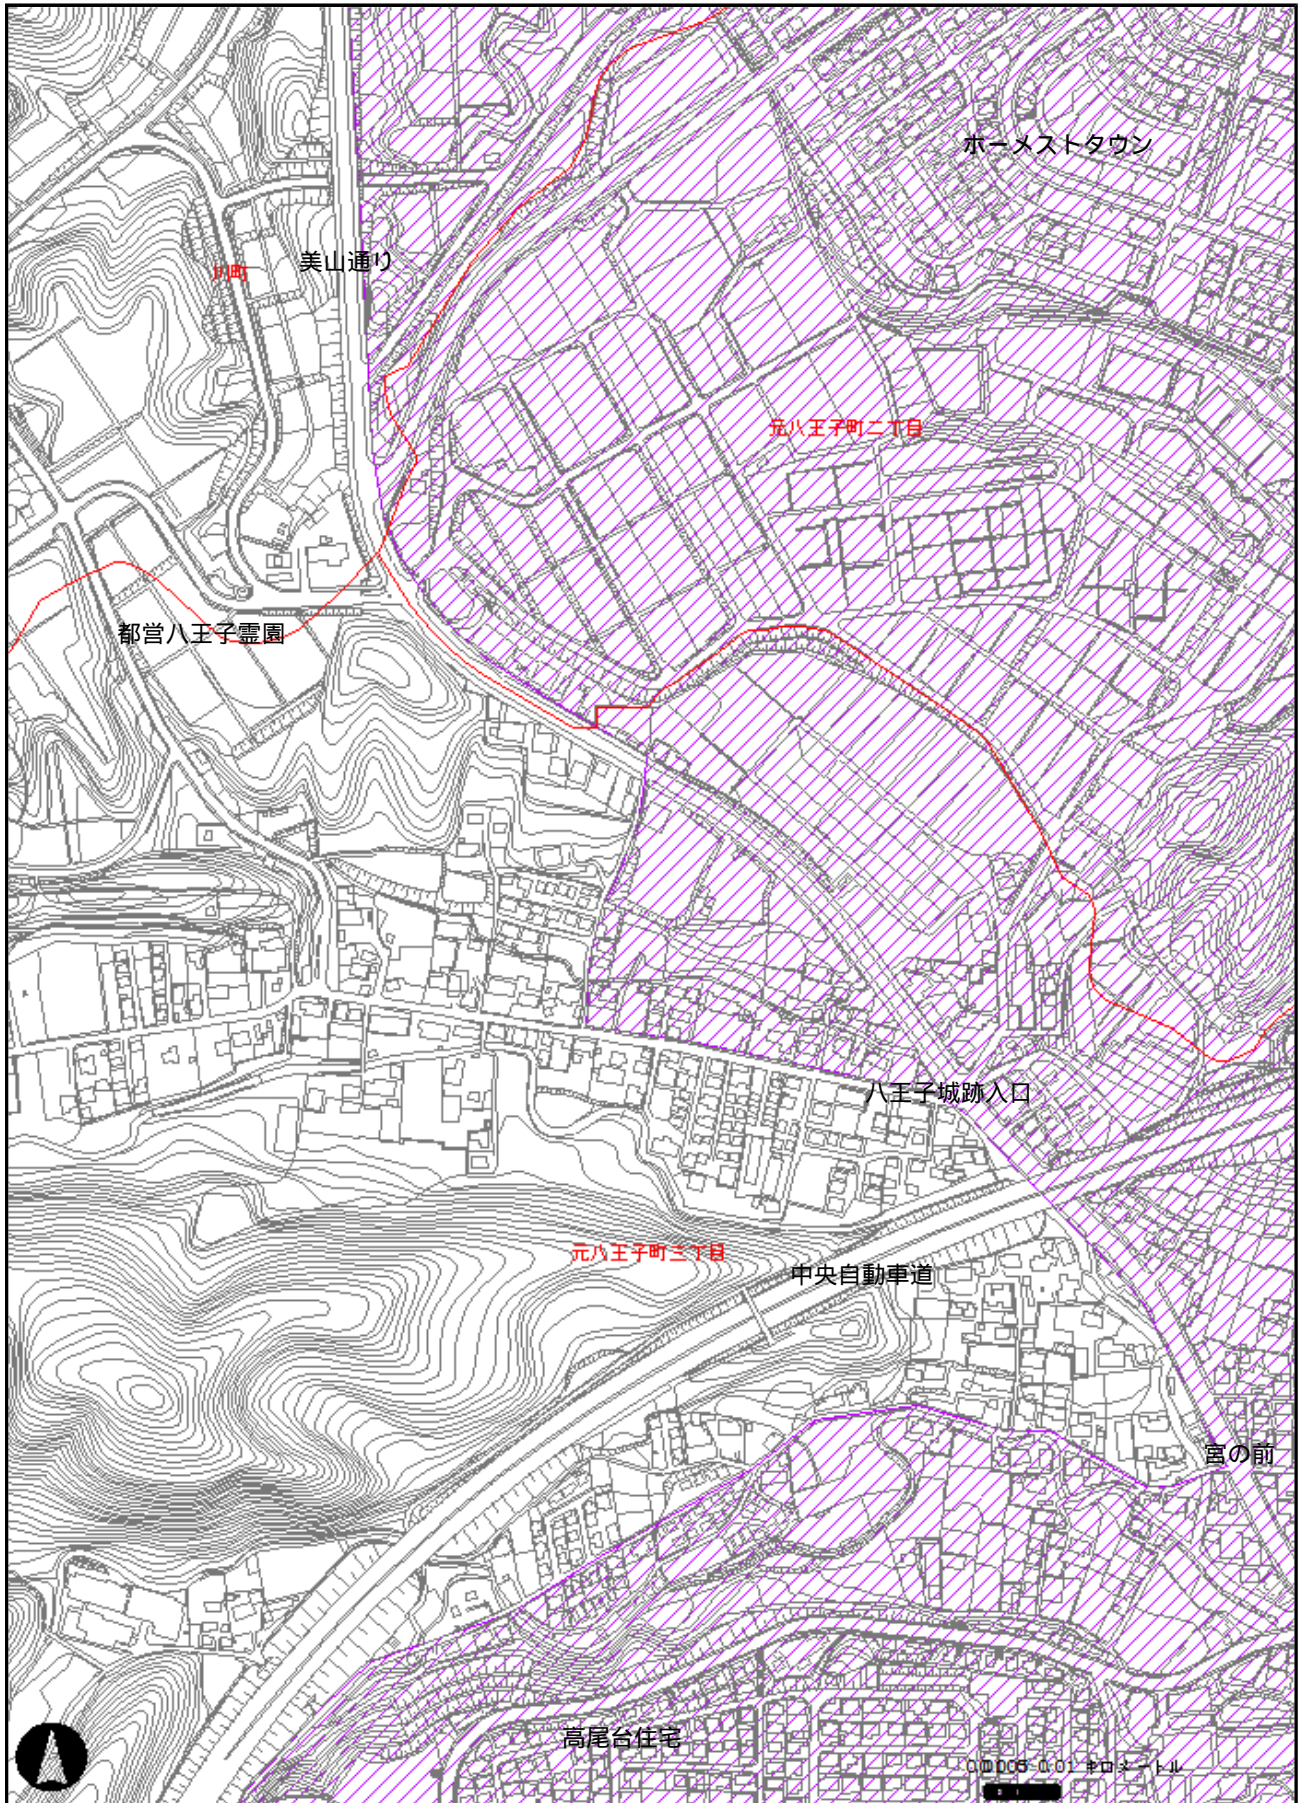 ホーメストタウン
美山通り
川町
元八王子町二丁目
都営八王子霊園
八王子城跡入口
元八王子町三丁目
中央自動車道
宮の前
高尾台住宅
キロメートル